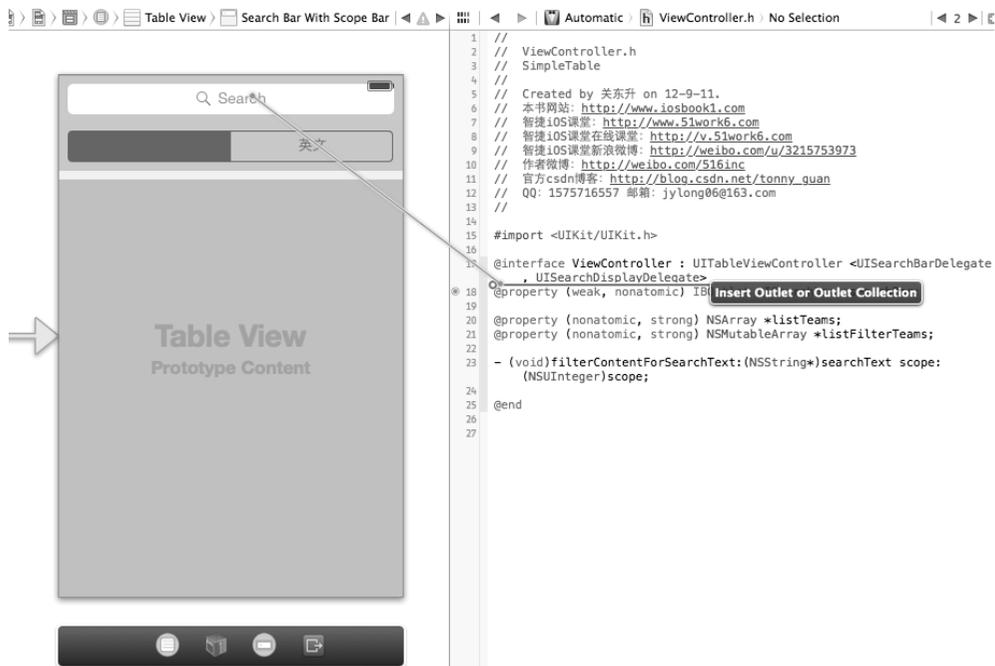 Table View
Search Bar With Scope Bar
Automatic
ViewController.h
No Selection
2
Search
英文
Table View
Prototype Content
1 //
2 // ViewController.h
3 // SimpleTable
4 //
5 // Created by 关东升 on 12-9-11.
6 // 本书网站: http://www.iosbook1.com
7 // 智捷iOS课堂: http://www.51work6.com
8 // 智捷iOS课堂在线课堂: http://v.51work6.com
9 // 智捷iOS课堂新浪微博: http://weibo.com/u/3215753973
10 // 作者微博: http://weibo.com/516inc
11 // 官方csdn博客: http://blog.csdn.net/tonny_guan
12 // QQ: 1575716557 邮箱: jylong06@163.com
13 //
14
15 #import <UIKit/UIKit.h>
16
17 @interface ViewController : UITableViewController <UISearchBarDelegate
, UISearchDisplayDelegate>
18 @property (weak, nonatomic)
Insert Outlet or Outlet Collection
19
20 @property (nonatomic, strong) NSArray *listTeams;
21 @property (nonatomic, strong) NSMutableArray *listFilterTeams;
22
23 - (void)filterContentForSearchText:(NSString*)searchText scope:
(NSUInteger)scope;
24
25 @end
26
27